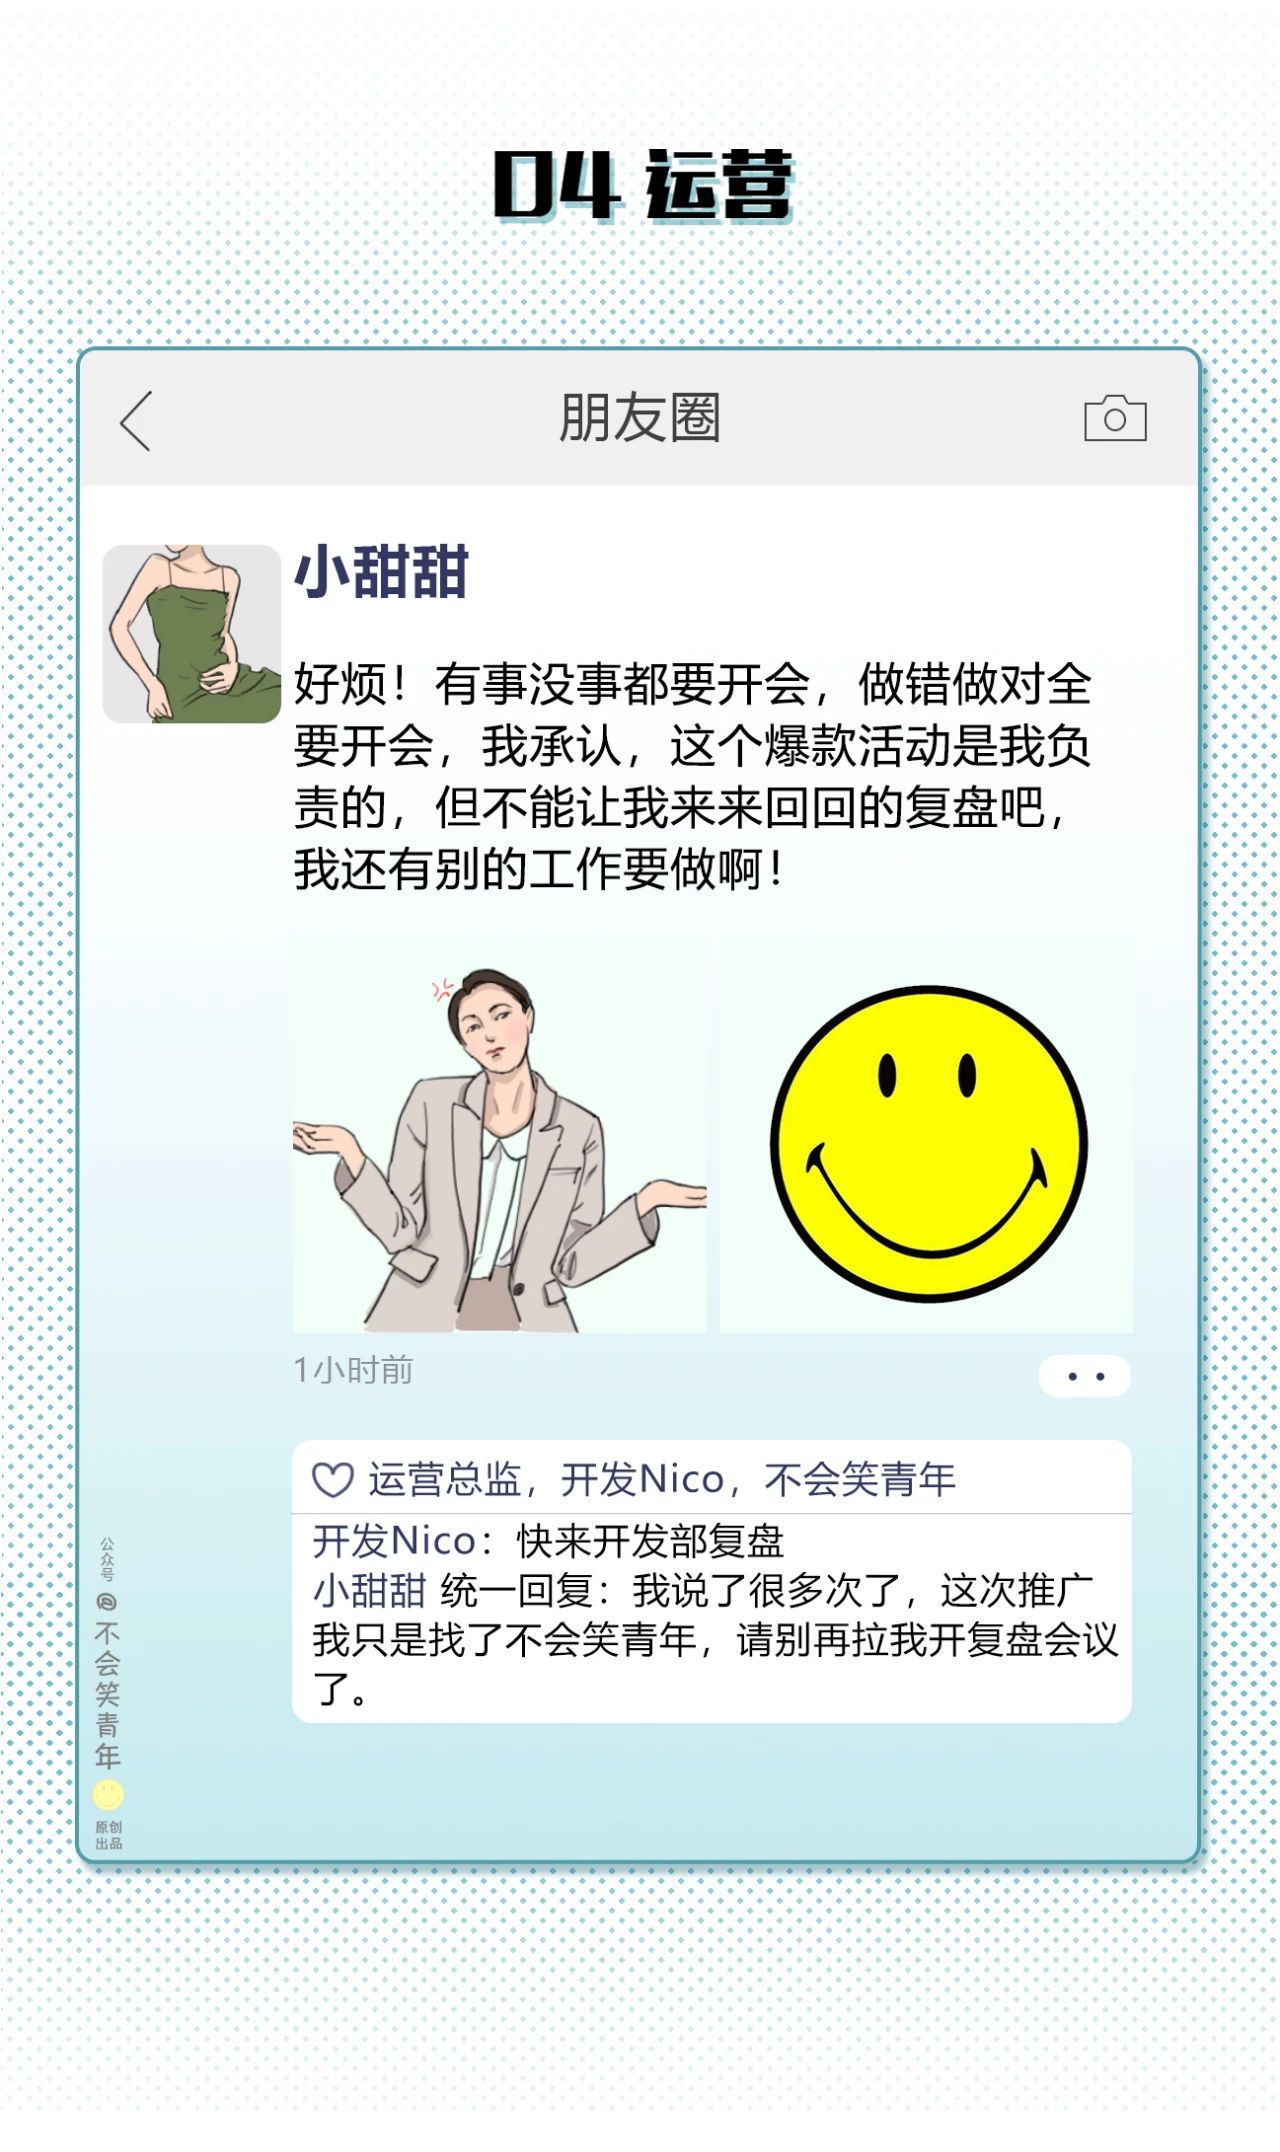 04 运营
朋友圈
小甜甜
好烦！有事没事都要开会，做错做对全
要开会，我承认，这个爆款活动是我负
责的，但不能让我来来回回的复盘吧，
我还有别的工作要做啊！
1小时前
运营总监，开发Nico，不会笑青年
开发Nico：快来开发部复盘
小甜甜 统一回复：我说了很多次了，这次推广
我只是找了不会笑青年，请别再拉我开复盘会议
了。
公众号
@不会笑青年
原创
出品